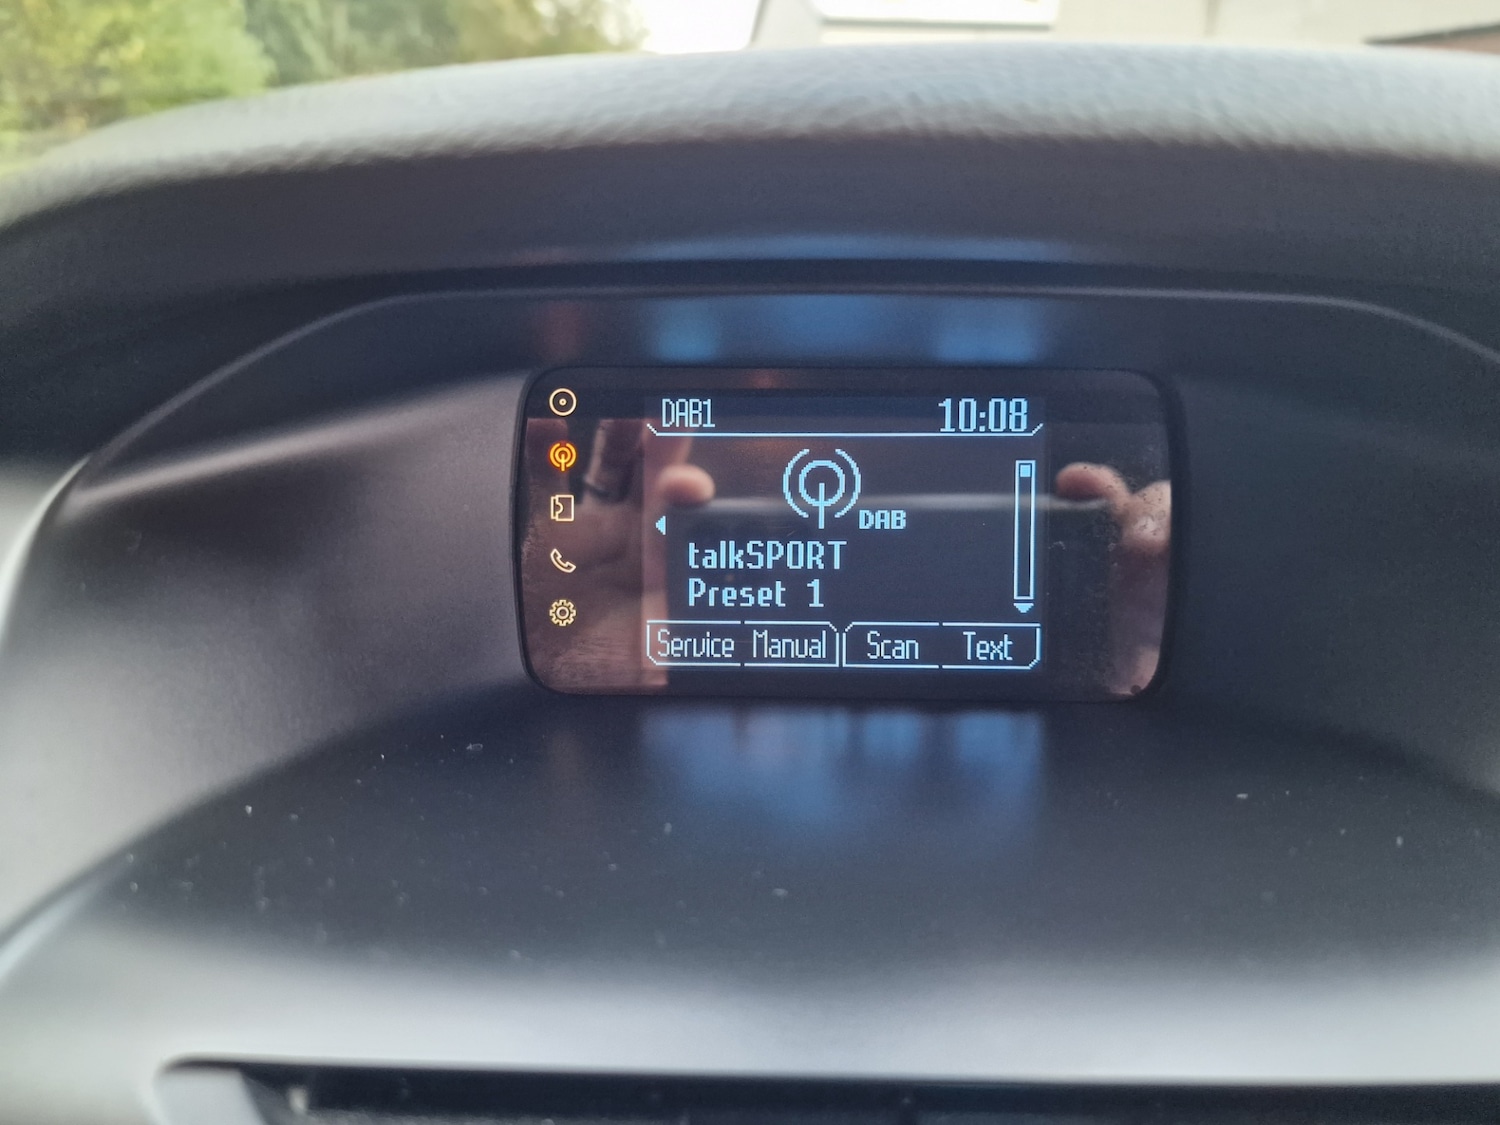 DAB1 10:08
DAB
talkSPORT
Preset 1
Service Manual Scan Text